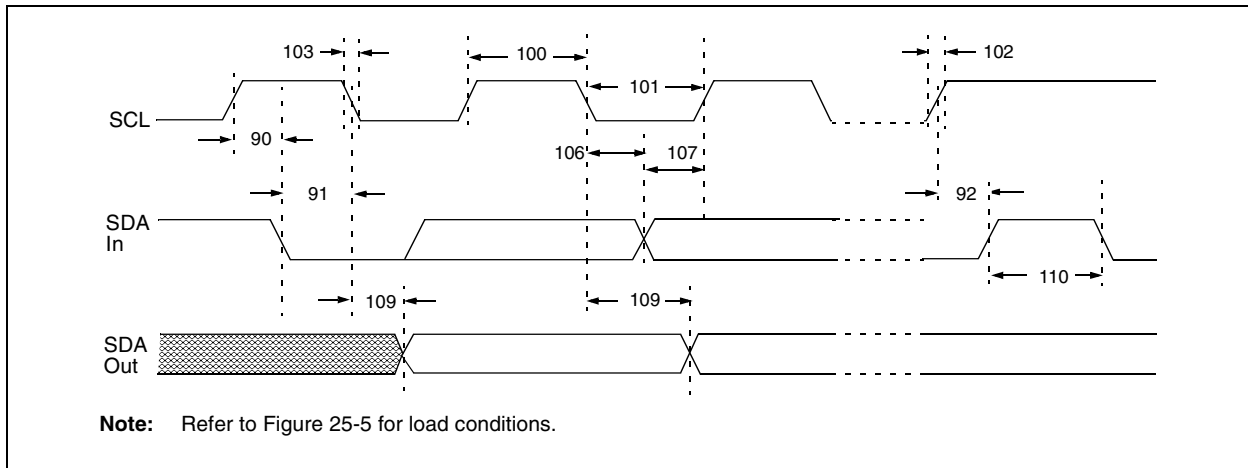 103
100
102
101
SCL
90
106
107
91
92
SDA
In
110
109
109
SDA
Out
Note: Refer to Figure 25-5 for load conditions.